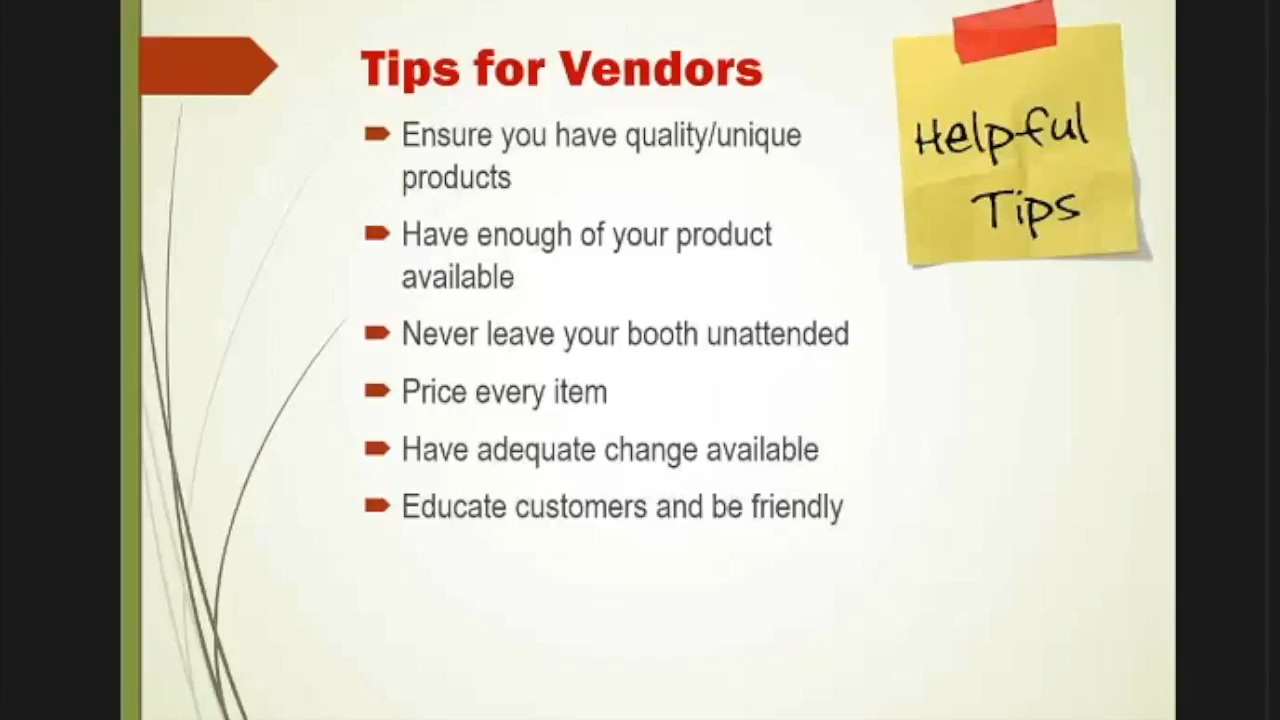 Tips for Vendors
Ensure you have quality/unique
products
Have enough of your product
available
Never leave your booth unattended
Price every item
Have adequate change available
Educate customers and be friendly
Helpful
Tips